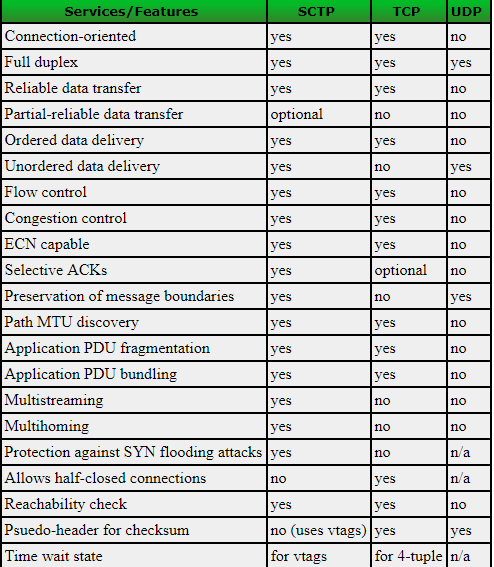 Services/Features SCTP TCP UDP
Connection-oriented yes yes no
Full duplex yes yes yes
Reliable data transfer yes yes no
Partial-reliable data transfer optional no no
Ordered data delivery yes yes no
Unordered data delivery yes no yes
Flow control yes yes no
Congestion control yes yes no
ECN capable yes yes no
Selective ACKs yes optional no
Preservation of message boundaries yes no yes
Path MTU discovery yes yes no
Application PDU fragmentation yes yes no
Application PDU bundling yes yes no
Multistreaming yes no no
Multihoming yes no no
Protection against SYN flooding attacks yes no n/a
Allows half-closed connections no yes n/a
Reachability check yes yes no
Psuedo-header for checksum no (uses vtags) yes yes
Time wait state for vtags for 4-tuple n/a